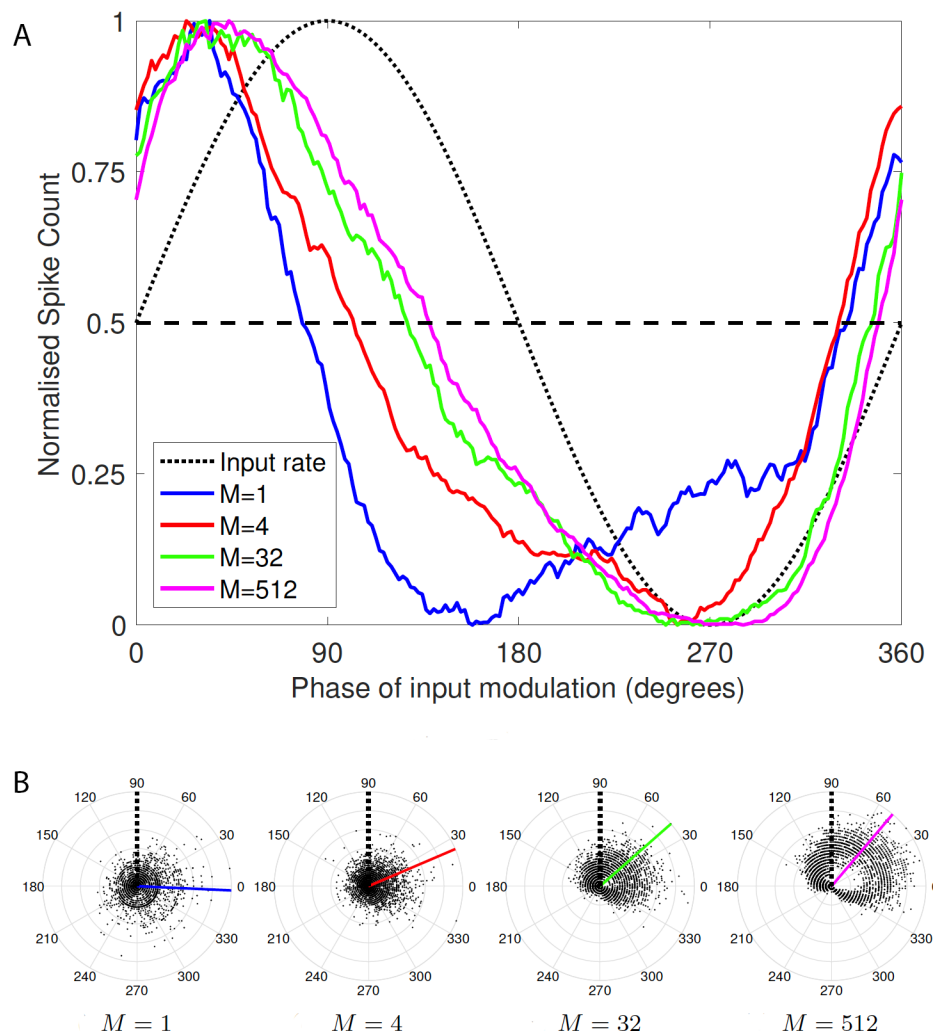 A
Normalised Spike Count
1
0.75
0.5
0.25
0
Input rate
M=1
M=4
M=32
M=512
0 90 180 270 360
Phase of input modulation (degrees)
B
90
120 60
150 30
180 0
210 330
240 300
270
M = 1
90
120 60
150 30
180 0
210 330
240 300
270
M = 4
90
120 60
150 30
180 0
210 330
240 300
270
M = 32
90
120 60
150 30
180 0
210 330
240 300
270
M = 512